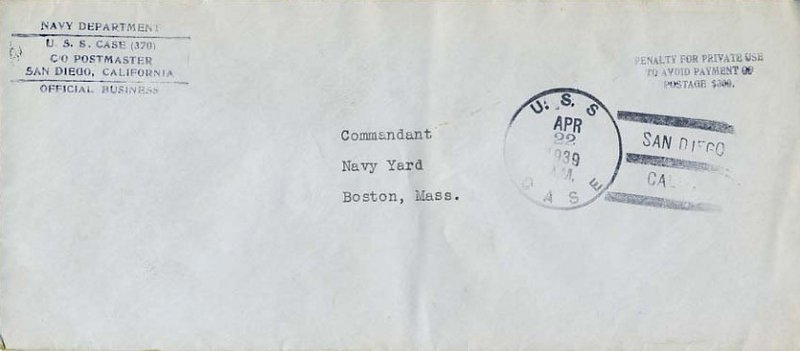 NAVY DEPARTMENT
U. S. S. CASE (370)
C/O POSTMASTER
SAN DIEGO, CALIFORNIA
OFFICIAL BUSINESS
PENALTY FOR PRIVATE USE
TO AVOID PAYMENT OF
POSTAGE $300.
U. S. S
APR
22
1939
A.M.
CASE
SAN DIEGO
CAL
Commandant
Navy Yard
Boston, Mass.